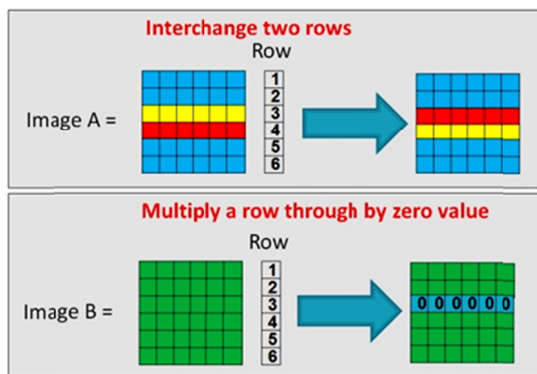 Interchange two rows
Row
1
2
3
4
5
6
Image A =
Multiply a row through by zero value
Row
1
2
3
4
5
6
Image B =
0 0 0 0 0 0